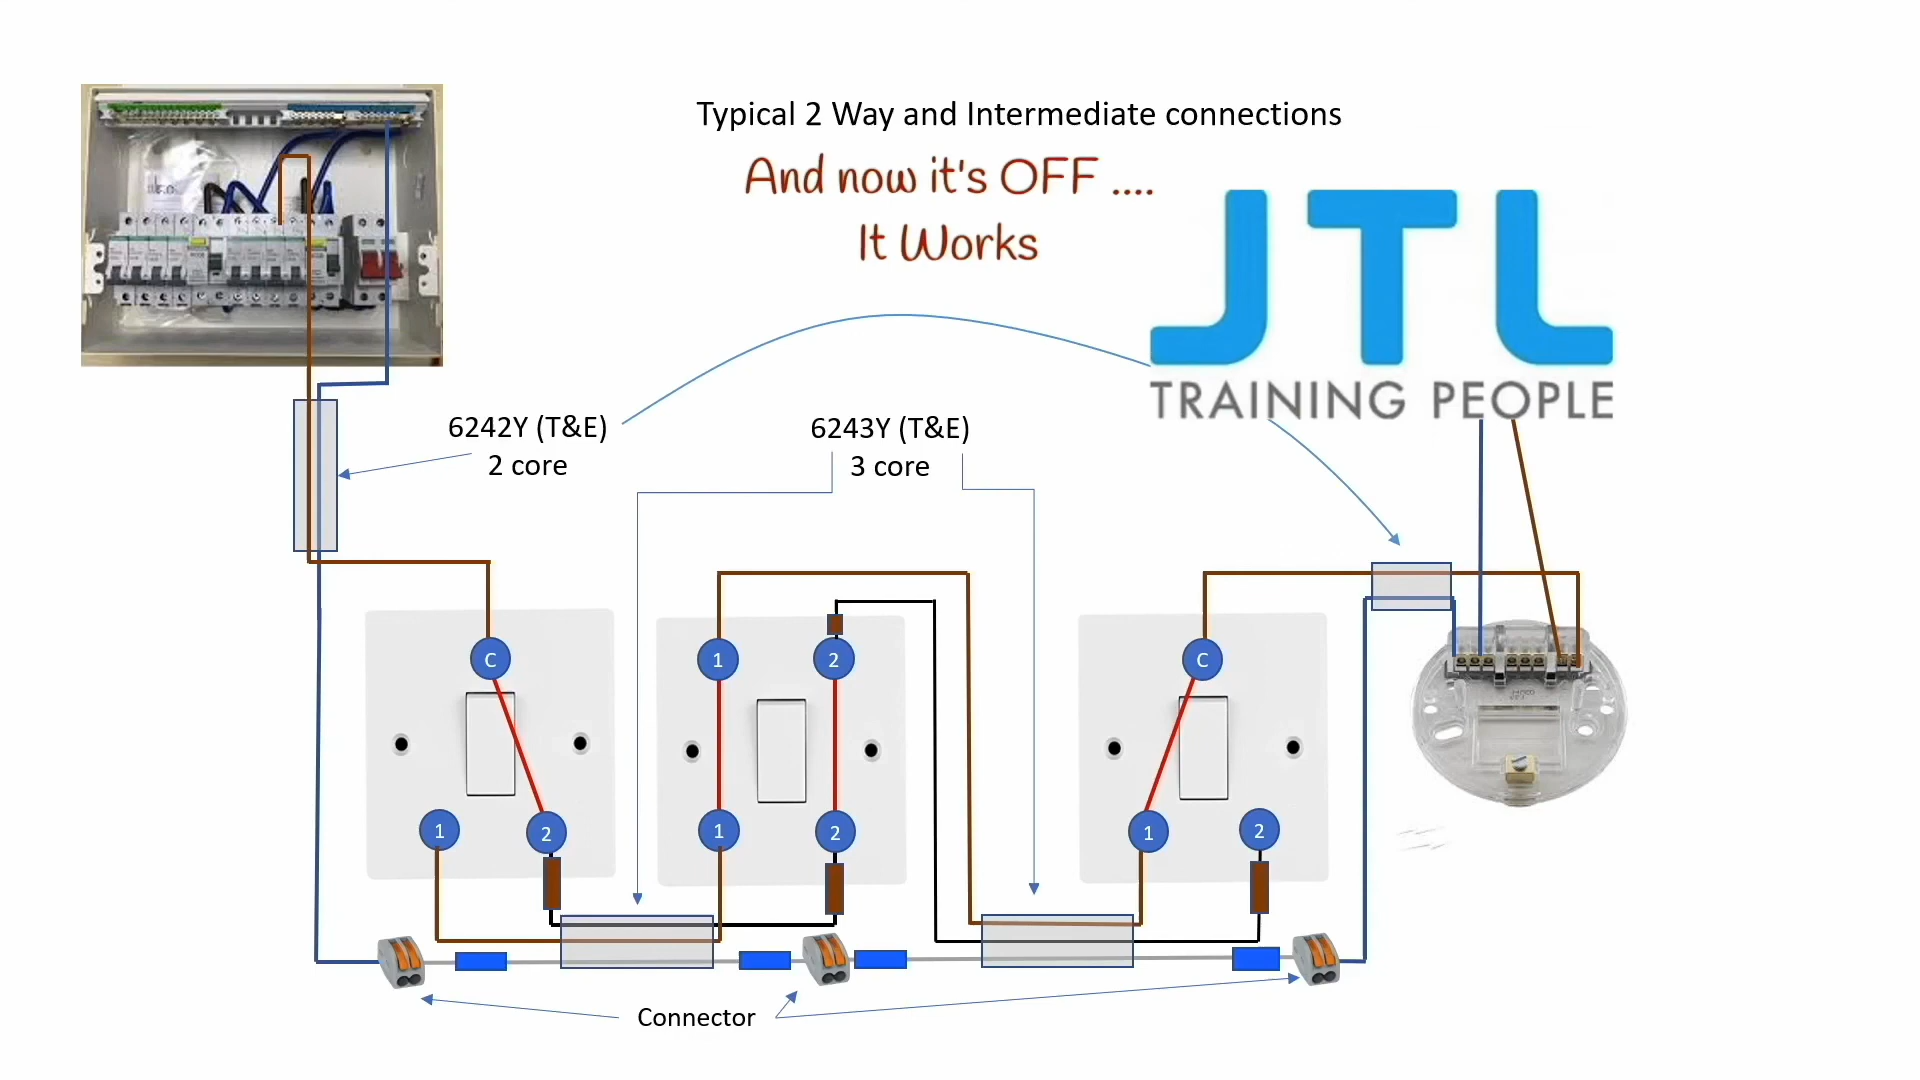 Typical 2 Way and Intermediate connections
And now it's OFF ....
It Works
JTL
TRAINING PEOPLE
6242Y (T&E)
2 core
6243Y (T&E)
3 core
C
1
2
C
1
2
1
2
1
2
Connector